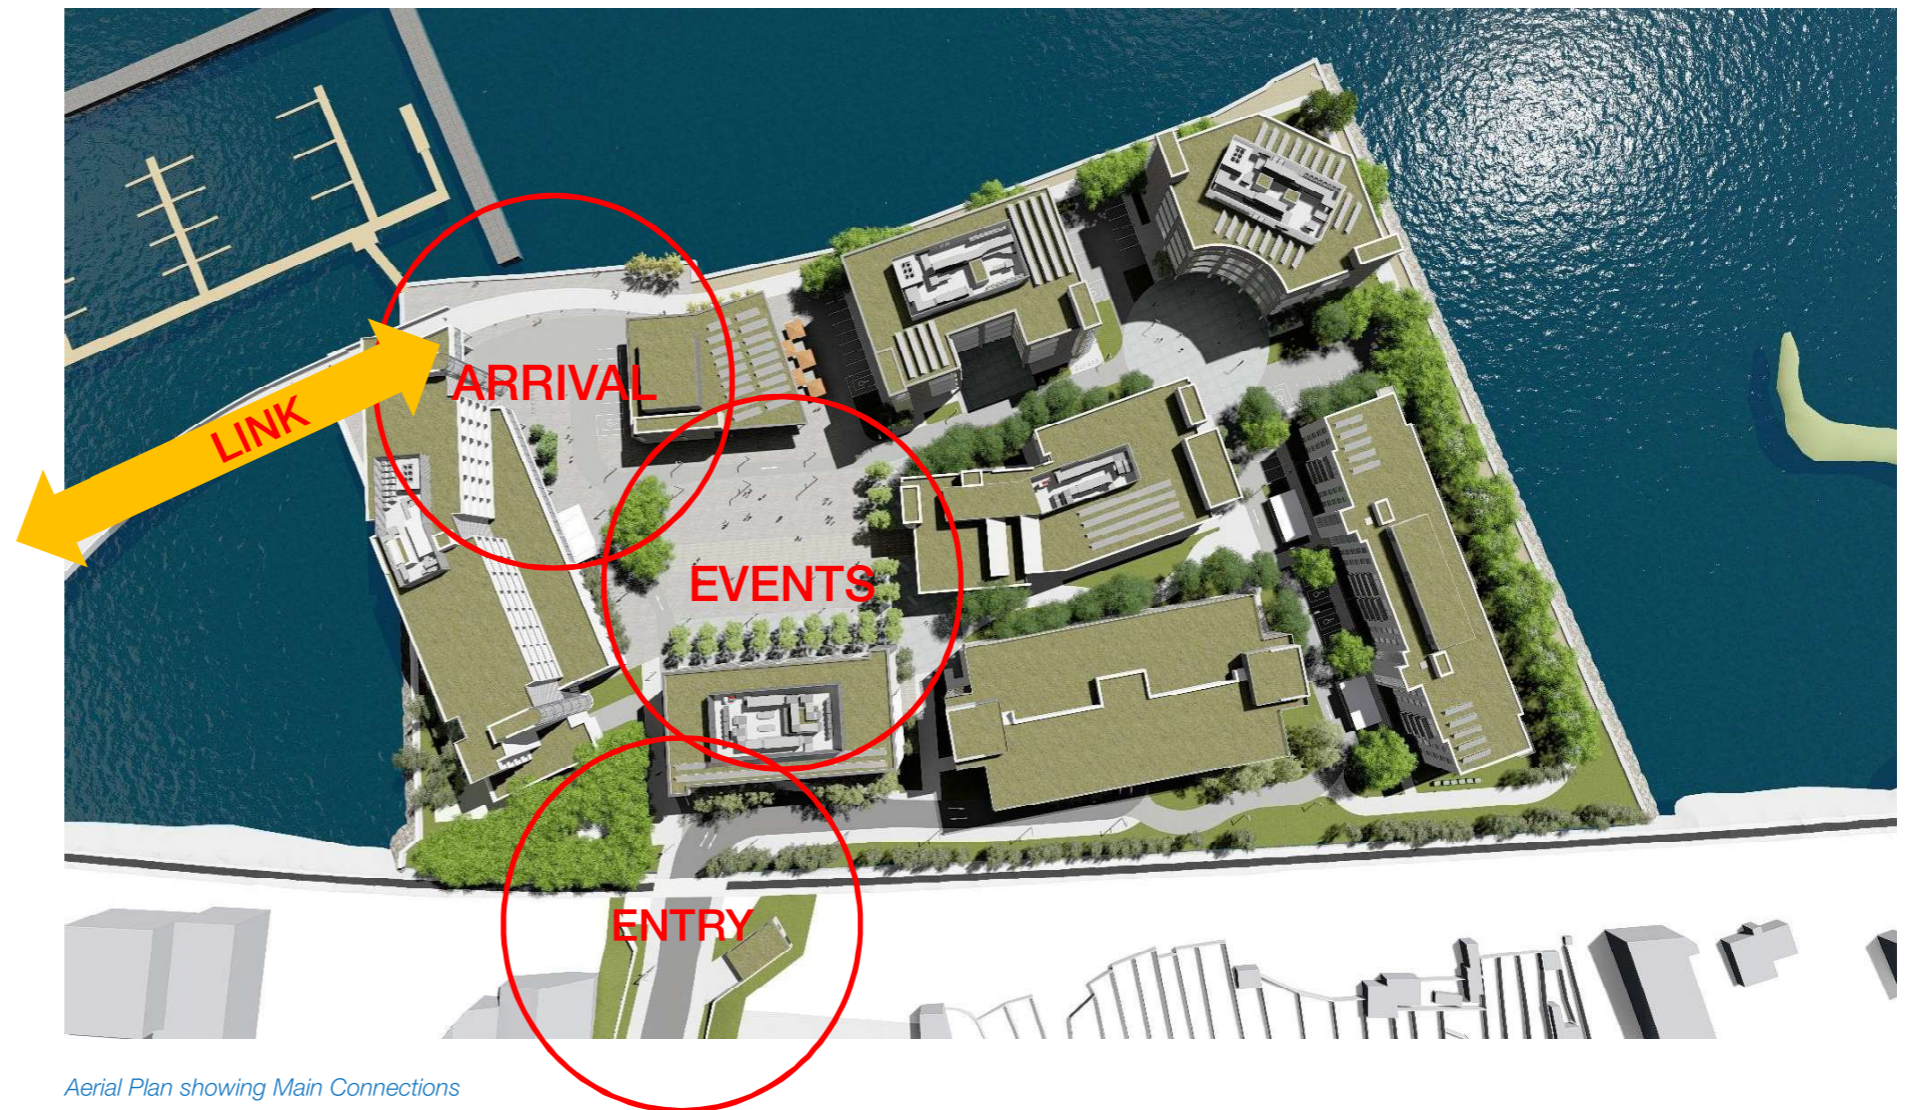 ARRIVAL
LINK
EVENTS
ENTRY
Aerial Plan showing Main Connections